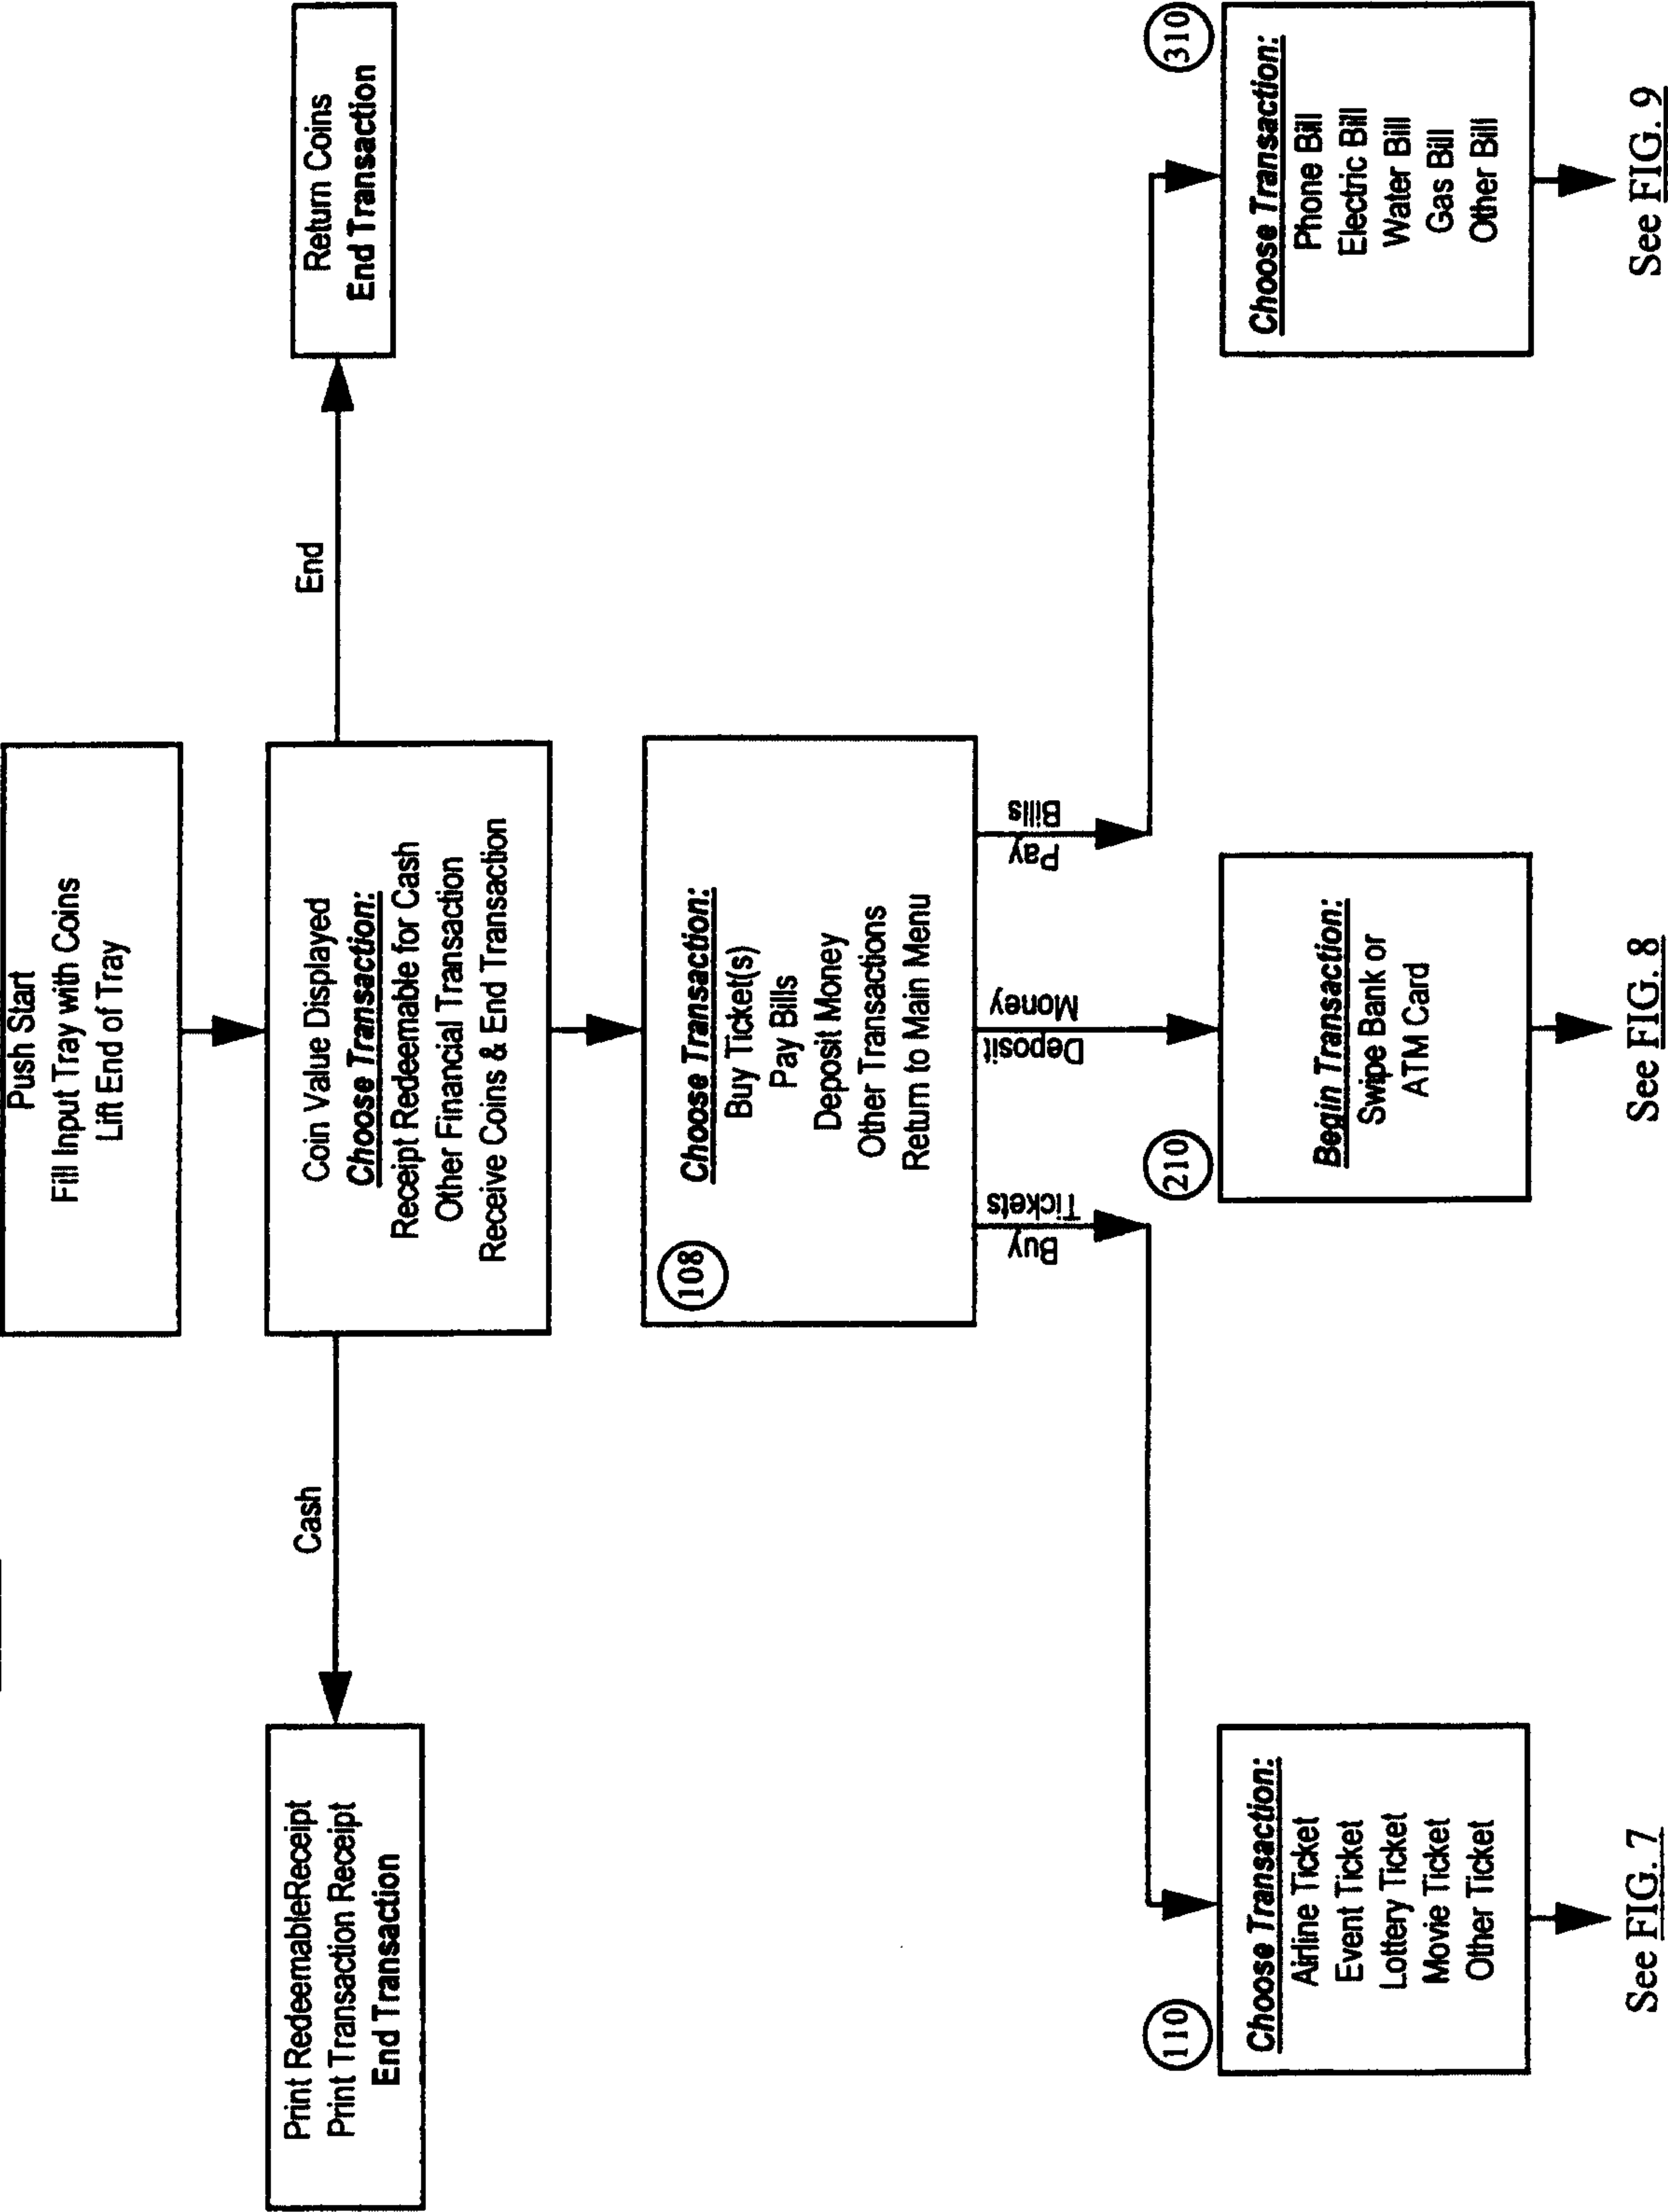 Push Start
Fill Input Tray with Coins
Lift End of Tray
Cash
End
Print RedeemableReceipt
Print Transaction Receipt
End Transaction
Coin Value Displayed
Choose Transaction:
Receipt Redeemable for Cash
Other Financial Transaction
Receive Coins & End Transaction
Return Coins
End Transaction
108
Choose Transaction:
Buy Ticket(s)
Pay Bills
Deposit Money
Other Transactions
Return to Main Menu
Buy
Tickets
Deposit
Money
Pay
Bills
110
Choose Transaction:
Airline Ticket
Event Ticket
Lottery Ticket
Movie Ticket
Other Ticket
See FIG. 7
210
Begin Transaction:
Swipe Bank or
ATM Card
See FIG. 8
310
Choose Transaction:
Phone Bill
Electric Bill
Water Bill
Gas Bill
Other Bill
See FIG. 9